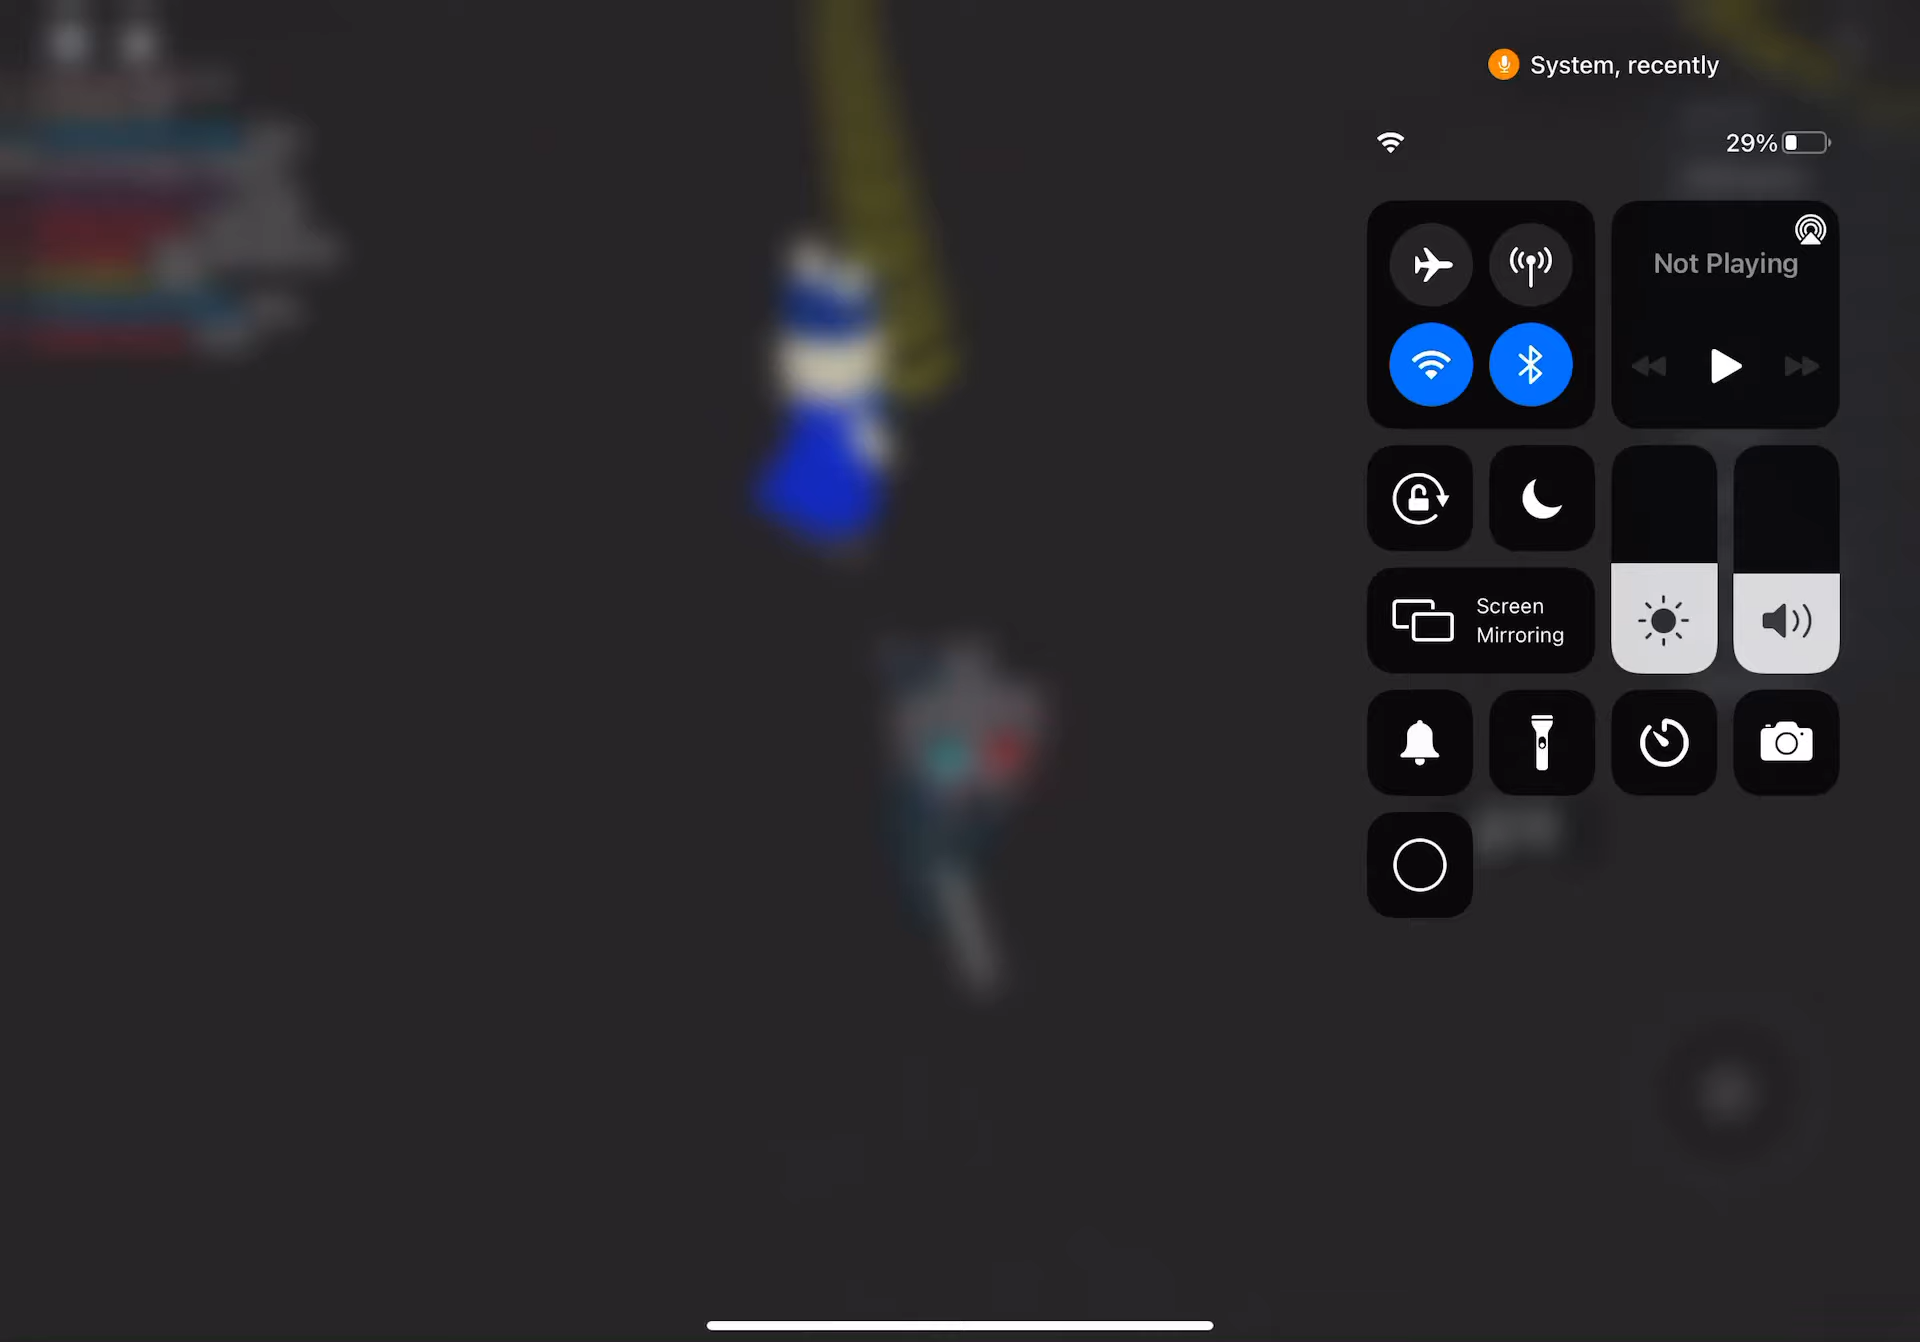 System, recently
29%
Not Playing
Screen
Mirroring